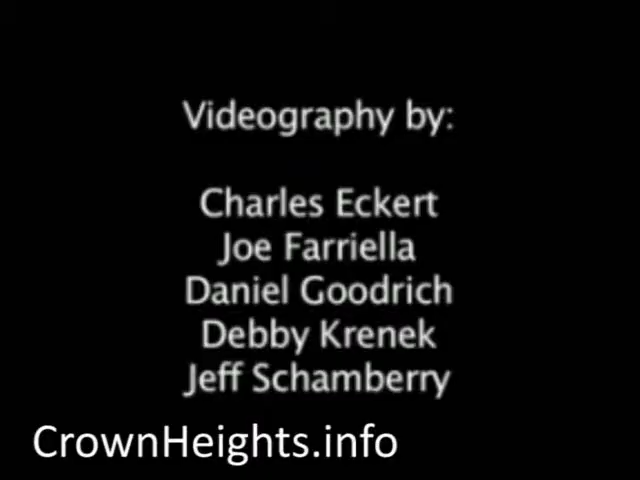 Videography by:
Charles Eckert
Joe Farriella
Daniel Goodrich
Debby Krenek
Jeff Schamberry
CrownHeights.info